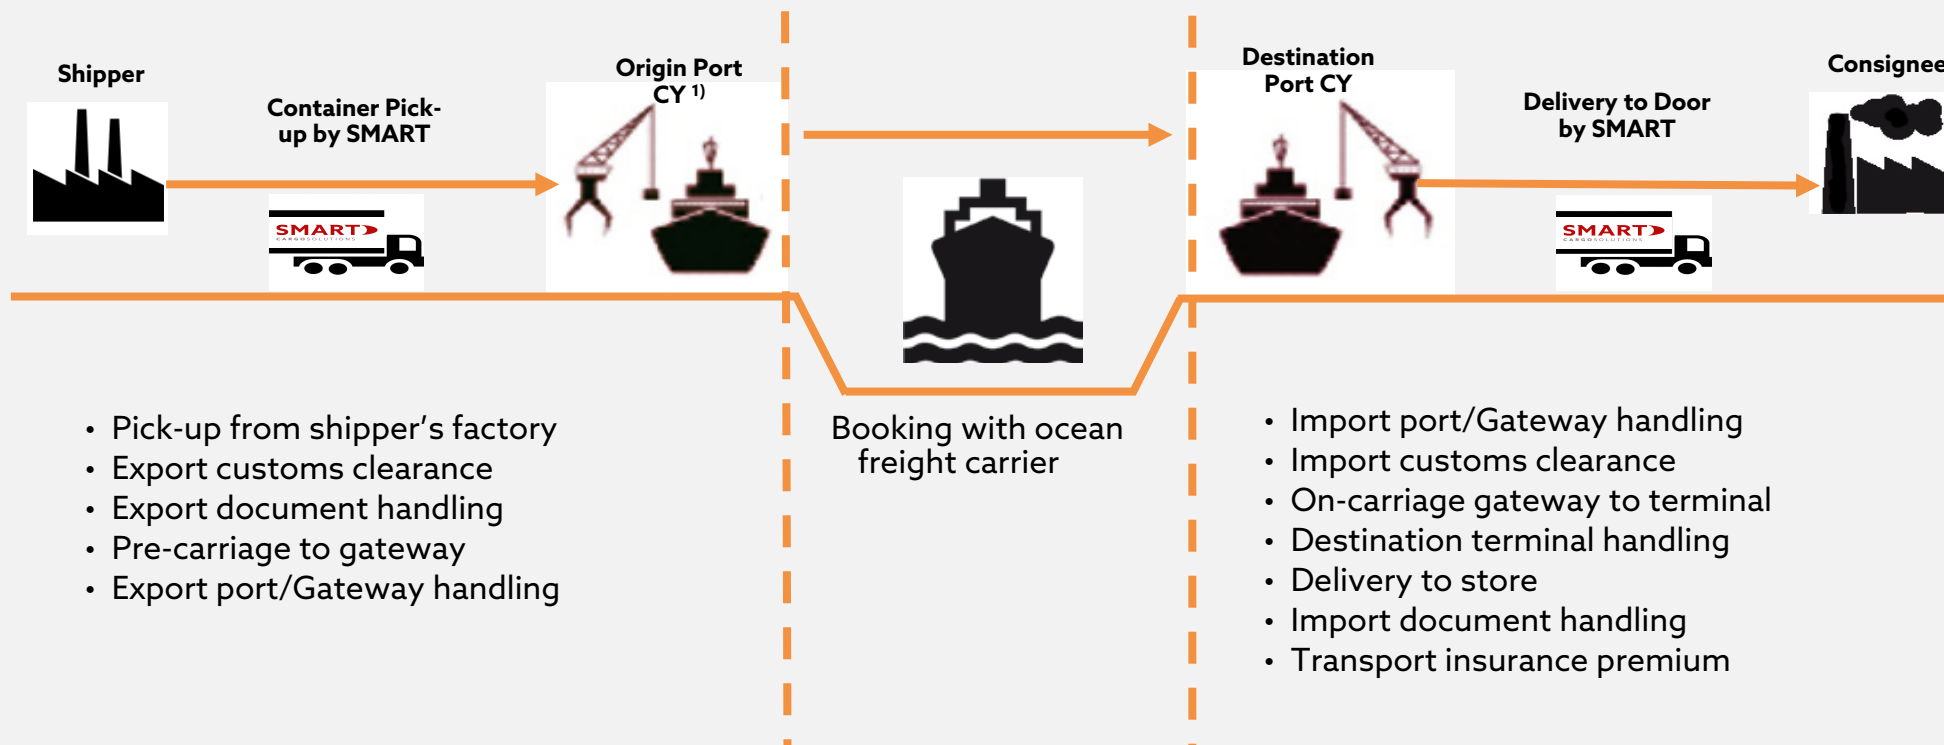 Shipper
Container Pick-
up by SMART
SMART
CARGOSOLUTIONS
Origin Port
CY 1)
Destination
Port CY
Delivery to Door
by SMART
SMART
CARGOSOLUTIONS
Consignee
• Pick-up from shipper’s factory
• Export customs clearance
• Export document handling
• Pre-carriage to gateway
• Export port/Gateway handling
Booking with ocean
freight carrier
• Import port/Gateway handling
• Import customs clearance
• On-carriage gateway to terminal
• Destination terminal handling
• Delivery to store
• Import document handling
• Transport insurance premium